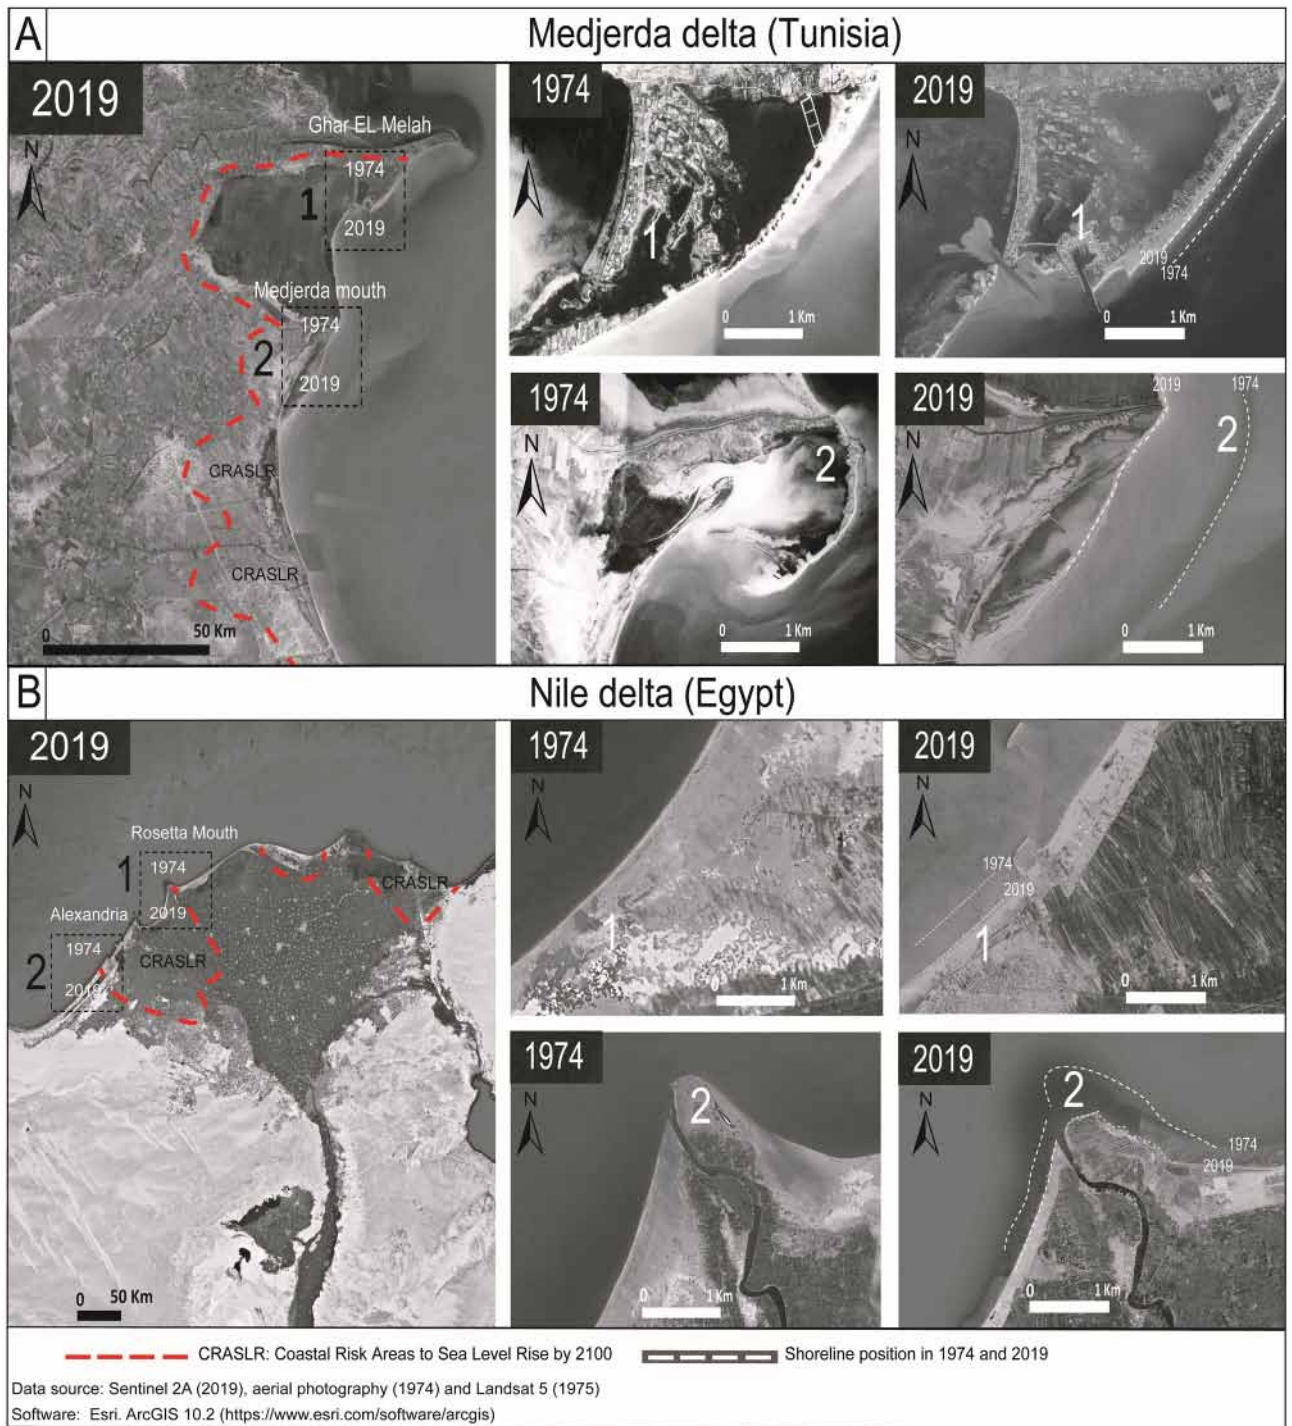 A
Medjerda delta (Tunisia)
2019
N
Ghar EL Melah
1974
1
2019
Medjerda mouth
1974
2
2019
CRASLR
CRASLR
0 50 Km
1974
N
1
0 1 Km
2019
N
1
2019
1974
0 1 Km
1974
N
2
0 1 Km
2019
N
2019
1974
2
0 1 Km
B
Nile delta (Egypt)
2019
N
Rosetta Mouth
1974
1
2019
Alexandria
1974
2
2019
CRASLR
CRASLR
0 50 Km
1974
N
1
0 1 Km
2019
N
1974
2019
1
0 1 Km
1974
N
2
0 1 Km
2019
N
2
1974
2019
0 1 Km
CRASLR: Coastal Risk Areas to Sea Level Rise by 2100
Shoreline position in 1974 and 2019
Data source: Sentinel 2A (2019), aerial photography (1974) and Landsat 5 (1975)
Software: Esri. ArcGIS 10.2 (https://www.esri.com/software/arcgis)